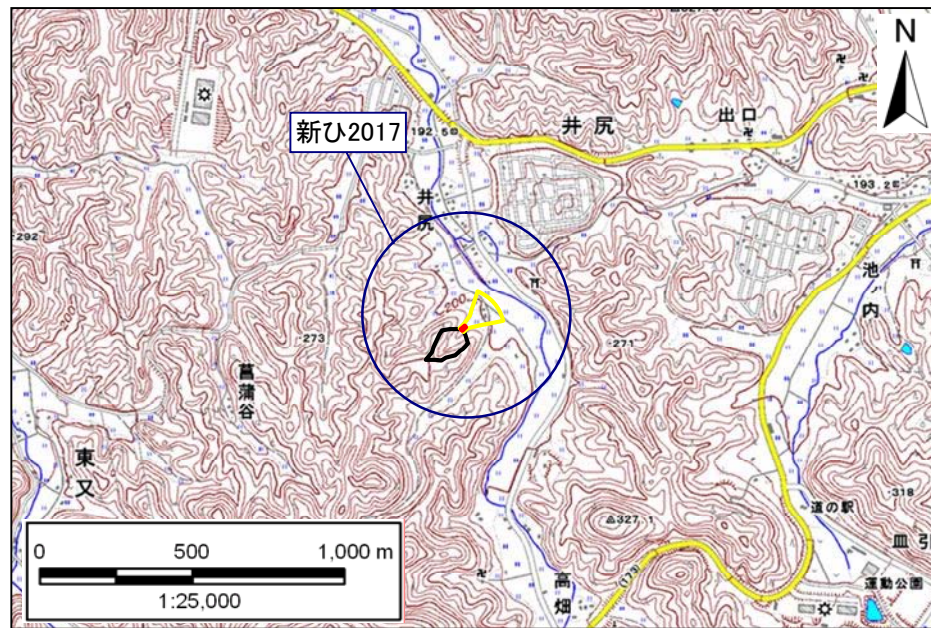 N
新ひ2017
192.5
井尻
出口
井尻
193.2
池ノ内
292
200
273
271
菖蒲谷
東又
318
道の駅
327.1
皿引
(173)
高畑
運動公園
0 500 1,000 m
1:25,000